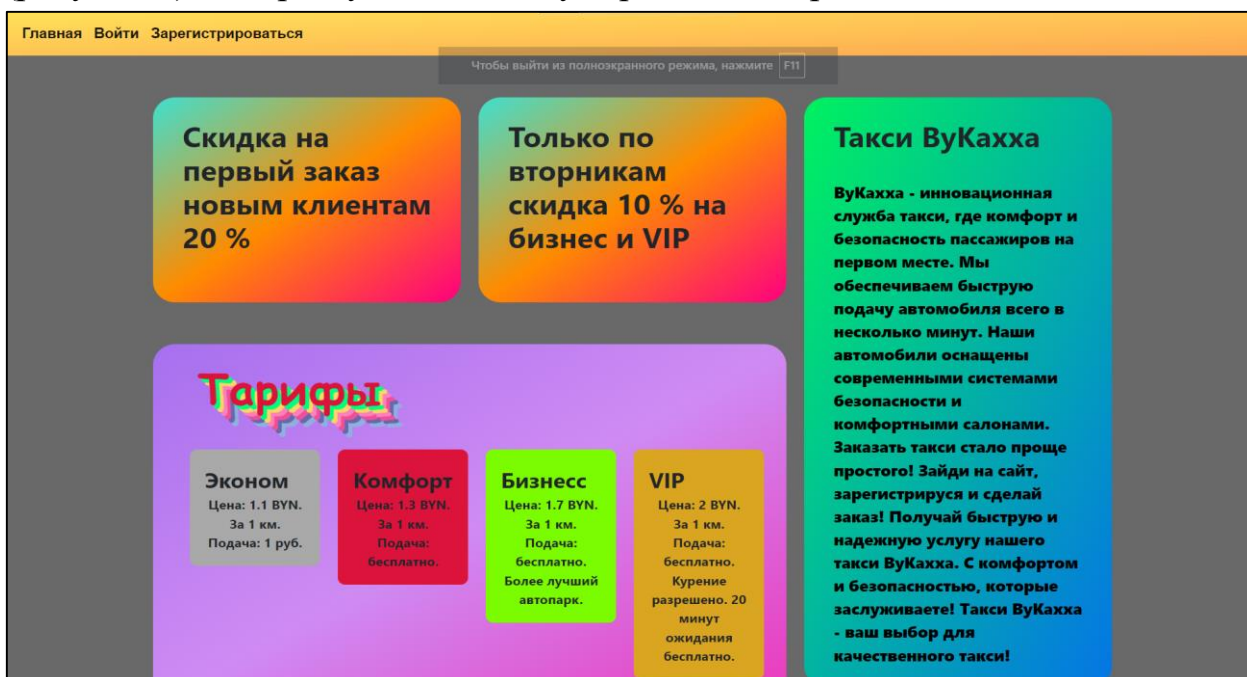 Главная Войти Зарегистрироваться
Чтобы выйти из полноэкранного режима, нажмите F11
Скидка на
первый заказ
новым клиентам
20 %
Только по
вторникам
скидка 10 % на
бизнес и VIP
Такси ВуКахха
ВуКахха - инновационная
служба такси, где комфорт и
безопасность пассажиров на
первом месте. Мы
обеспечиваем быструю
подачу автомобиля всего в
несколько минут. Наши
автомобили оснащены
современными системами
безопасности и
комфортными салонами.
Заказать такси стало проще
простого! Зайди на сайт,
зарегистрируся и сделай
заказ! Получай быструю и
надежную услугу нашего
такси ВуКахха. С комфортом
и безопасностью, которые
заслуживаете! Такси ВуКахха
- ваш выбор для
качественного такси!
Тарифы
Эконом
Цена: 1.1 BYN.
За 1 км.
Подача: 1 руб.
Комфорт
Цена: 1.3 BYN.
За 1 км.
Подача:
бесплатно.
Бизнесс
Цена: 1.7 BYN.
За 1 км.
Подача:
бесплатно.
Более лучший
автопарк.
VIP
Цена: 2 BYN.
За 1 км.
Подача:
бесплатно.
Курение
разрешено. 20
минут
ожидания
бесплатно.